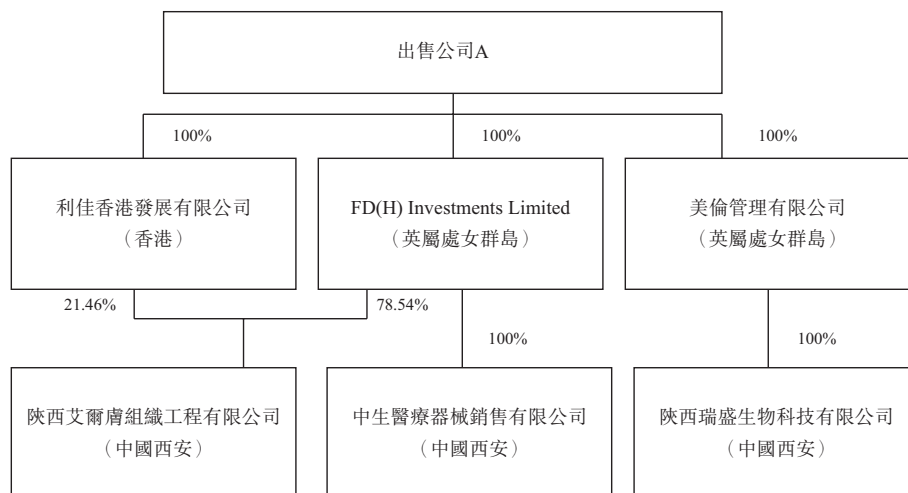 出售公司A
100%
100%
100%
利佳香港發展有限公司
（香港）
FD(H) Investments Limited
（英屬處女群島）
美倫管理有限公司
（英屬處女群島）
21.46%
78.54%
100%
100%
陝西艾爾膚組織工程有限公司
（中國西安）
中生醫療器械銷售有限公司
（中國西安）
陝西瑞盛生物科技有限公司
（中國西安）